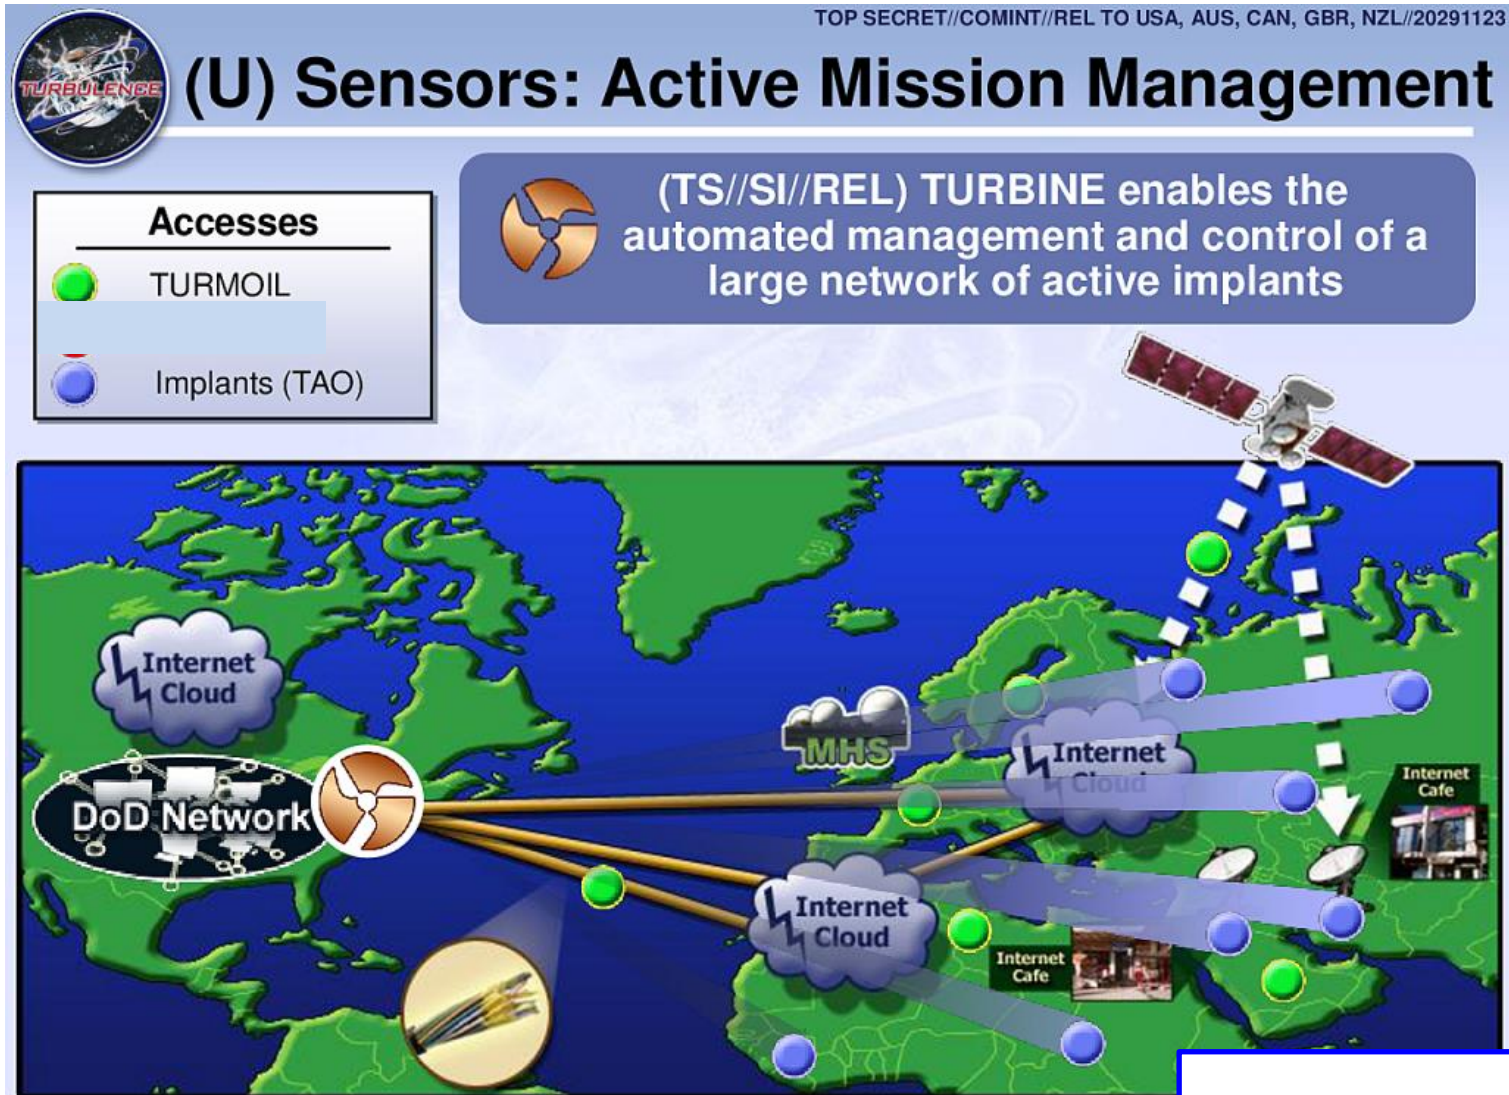 TOP SECRET//COMINT//REL TO USA, AUS, CAN, GBR, NZL//20291123
TURBULENCE
(U) Sensors: Active Mission Management
(TS//SI//REL) TURBINE enables the
automated management and control of a
large network of active implants
Accesses
TURMOIL
Implants (TAO)
Internet
Cloud
DoD Network
MHS
Internet
Cloud
Internet
Cafe
Internet
Cloud
Internet
Cafe